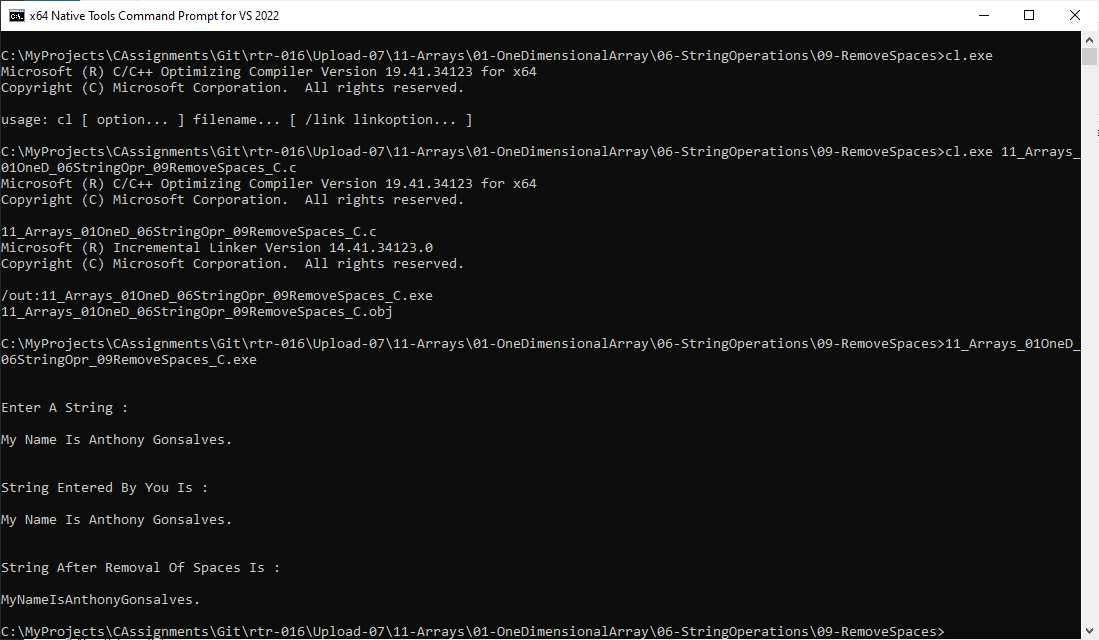 x64 Native Tools Command Prompt for VS 2022
C:\MyProjects\CAssignments\Git\rtr-016\Upload-07\11-Arrays\01-OneDimensionalArray\06-StringOperations\09-RemoveSpaces>cl.exe
Microsoft (R) C/C++ Optimizing Compiler Version 19.41.34123 for x64
Copyright (C) Microsoft Corporation.  All rights reserved.
usage: cl [ option... ] filename... [ /link linkoption... ]
C:\MyProjects\CAssignments\Git\rtr-016\Upload-07\11-Arrays\01-OneDimensionalArray\06-StringOperations\09-RemoveSpaces>cl.exe 11_Arrays_
01OneD_06StringOpr_09RemoveSpaces_C.c
Microsoft (R) C/C++ Optimizing Compiler Version 19.41.34123 for x64
Copyright (C) Microsoft Corporation.  All rights reserved.
11_Arrays_01OneD_06StringOpr_09RemoveSpaces_C.c
Microsoft (R) Incremental Linker Version 14.41.34123.0
Copyright (C) Microsoft Corporation.  All rights reserved.
/out:11_Arrays_01OneD_06StringOpr_09RemoveSpaces_C.exe
11_Arrays_01OneD_06StringOpr_09RemoveSpaces_C.obj
C:\MyProjects\CAssignments\Git\rtr-016\Upload-07\11-Arrays\01-OneDimensionalArray\06-StringOperations\09-RemoveSpaces>11_Arrays_01OneD_
06StringOpr_09RemoveSpaces_C.exe
Enter A String :
My Name Is Anthony Gonsalves.
String Entered By You Is :
My Name Is Anthony Gonsalves.
String After Removal Of Spaces Is :
MyNameIsAnthonyGonsalves.
C:\MyProjects\CAssignments\Git\rtr-016\Upload-07\11-Arrays\01-OneDimensionalArray\06-StringOperations\09-RemoveSpaces>